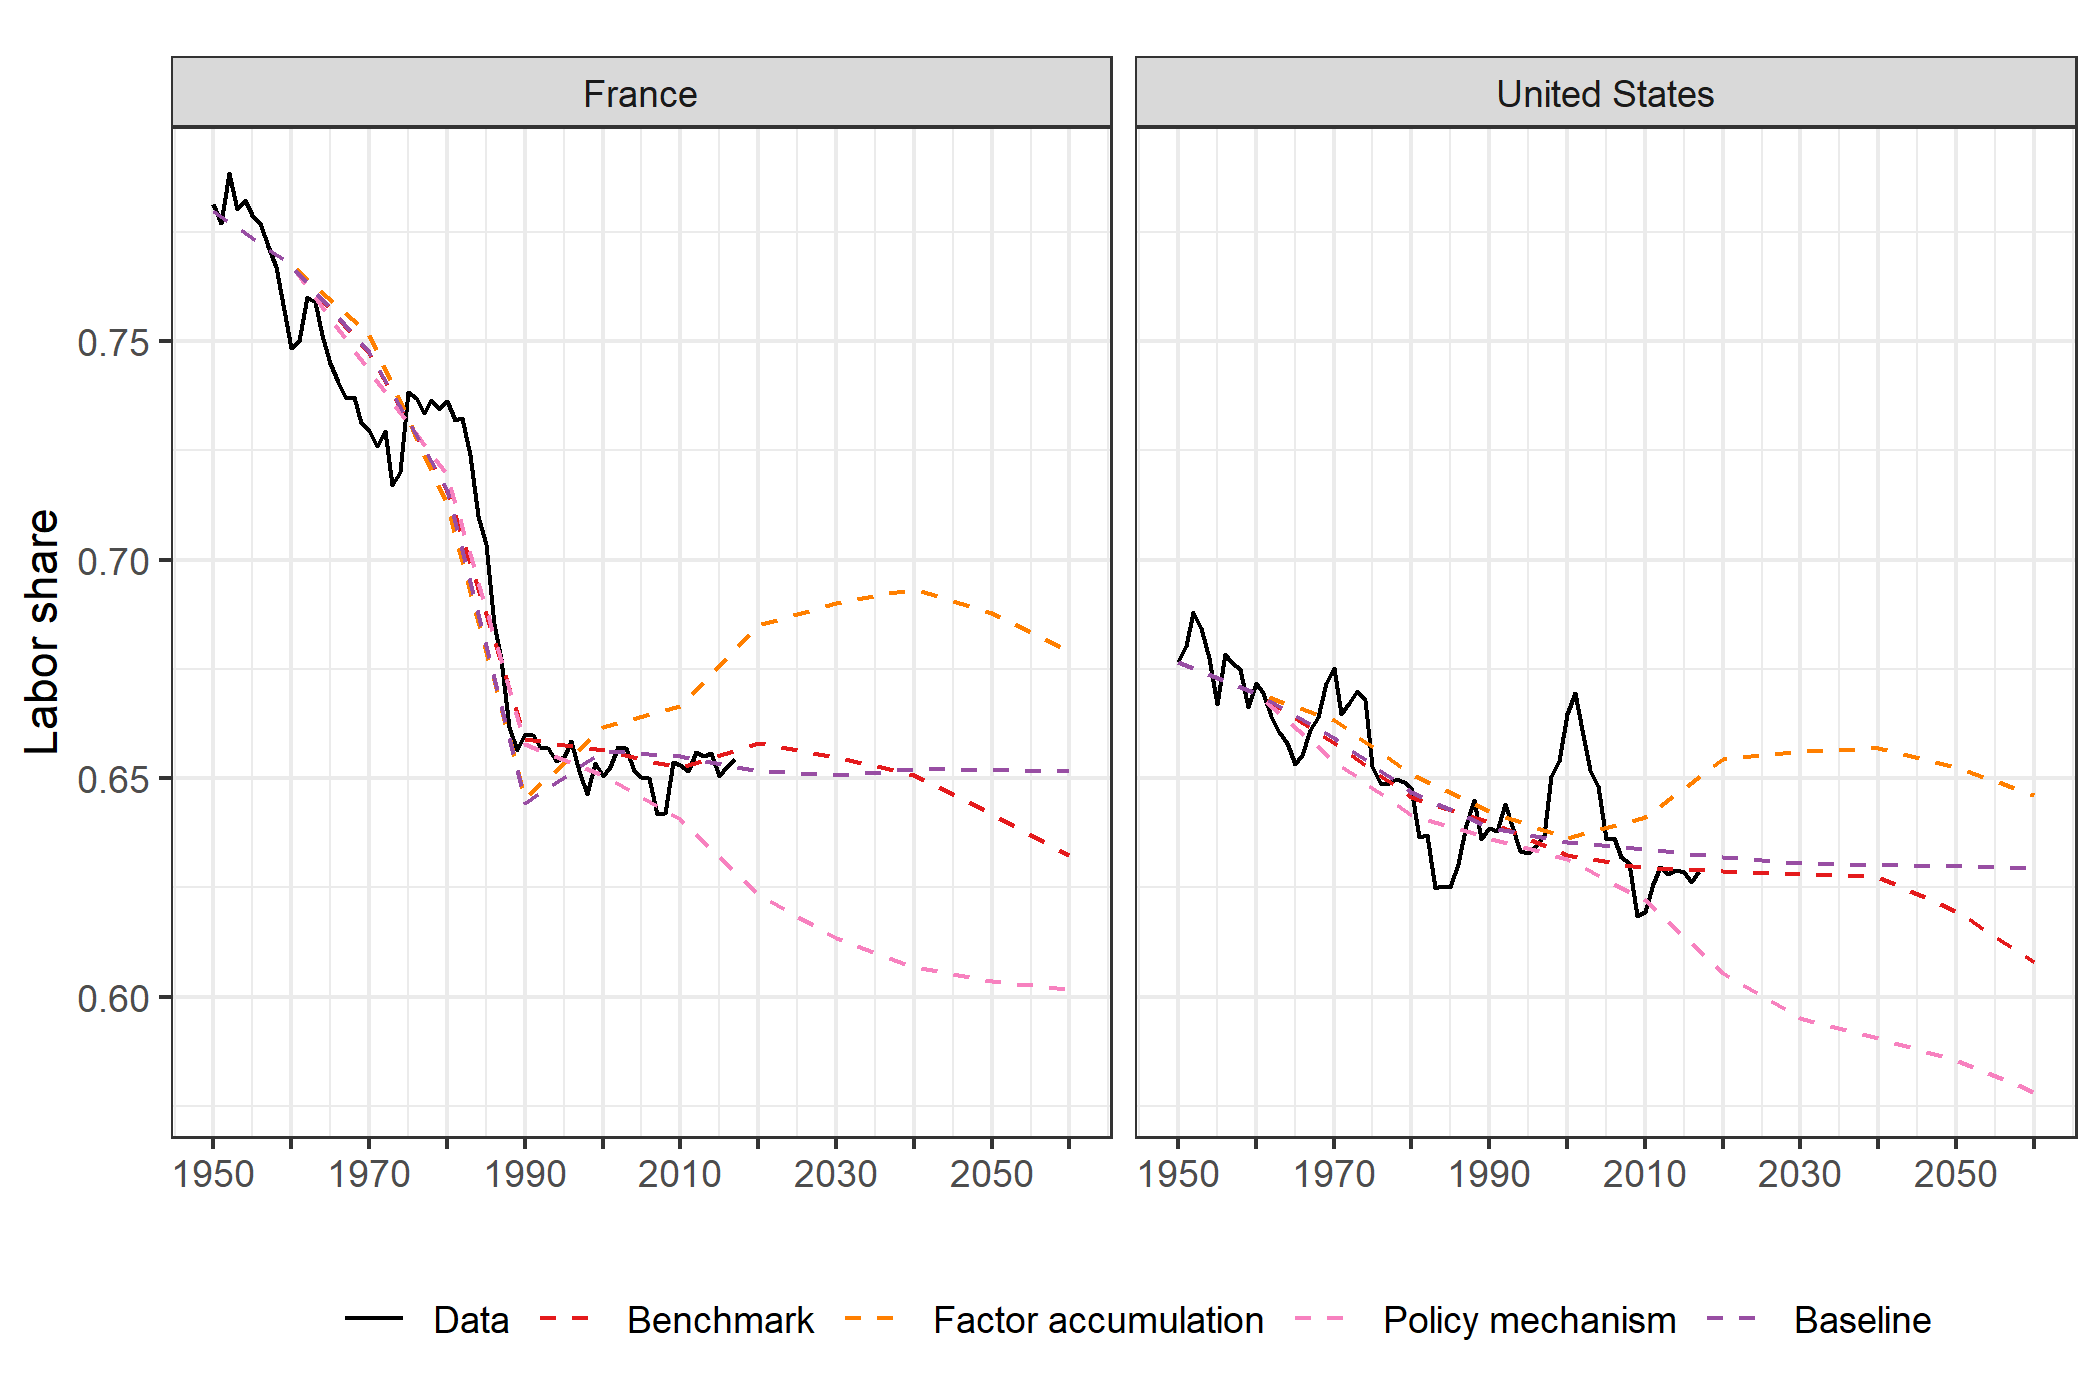 France
United States
Labor share
0.75
0.70
0.65
0.60
1950 1970 1990 2010 2030 2050
1950 1970 1990 2010 2030 2050
Data Benchmark Factor accumulation Policy mechanism Baseline